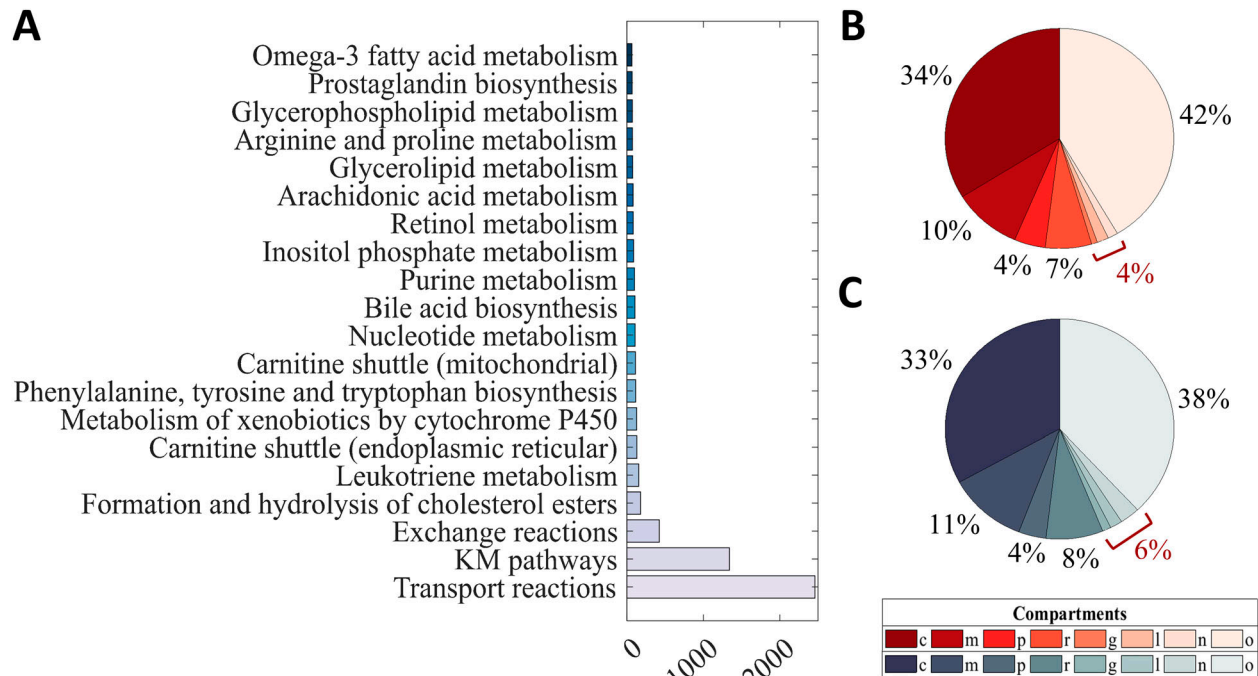 A
Omega-3 fatty acid metabolism
Prostaglandin biosynthesis
Glycerophospholipid metabolism
Arginine and proline metabolism
Glycerolipid metabolism
Arachidonic acid metabolism
Retinol metabolism
Inositol phosphate metabolism
Purine metabolism
Bile acid biosynthesis
Nucleotide metabolism
Carnitine shuttle (mitochondrial)
Phenylalanine, tyrosine and tryptophan biosynthesis
Metabolism of xenobiotics by cytochrome P450
Carnitine shuttle (endoplasmic reticular)
Leukotriene metabolism
Formation and hydrolysis of cholesterol esters
Exchange reactions
KM pathways
Transport reactions
0 1000 2000
B
34%
42%
10%
4%
7%
4%
C
33%
38%
11%
4%
8%
6%
Compartments
c m p r g l n o
c m p r g l n o